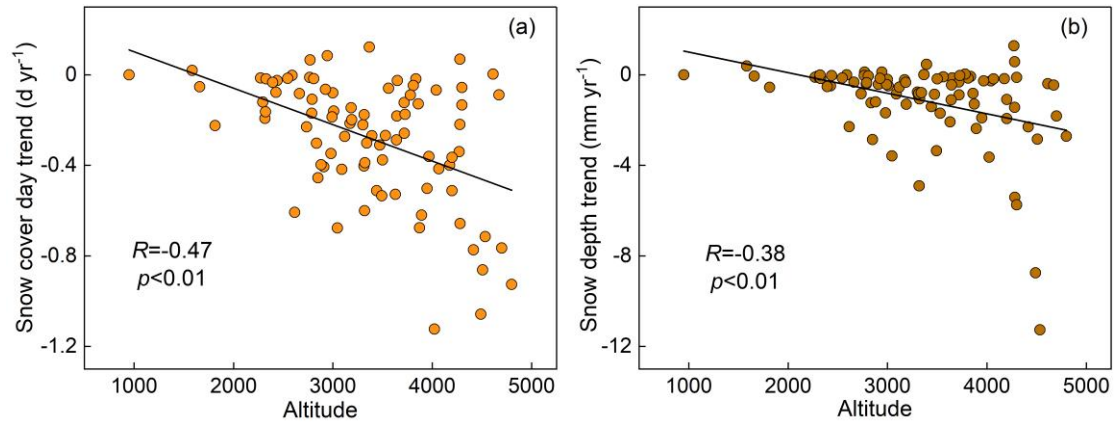 (a)
Snow cover day trend (d yr⁻¹)
0
-0.4
-0.8
-1.2
R=-0.47
p<0.01
1000 2000 3000 4000 5000
Altitude
(b)
Snow depth trend (mm yr⁻¹)
0
-4
-8
-12
R=-0.38
p<0.01
1000 2000 3000 4000 5000
Altitude